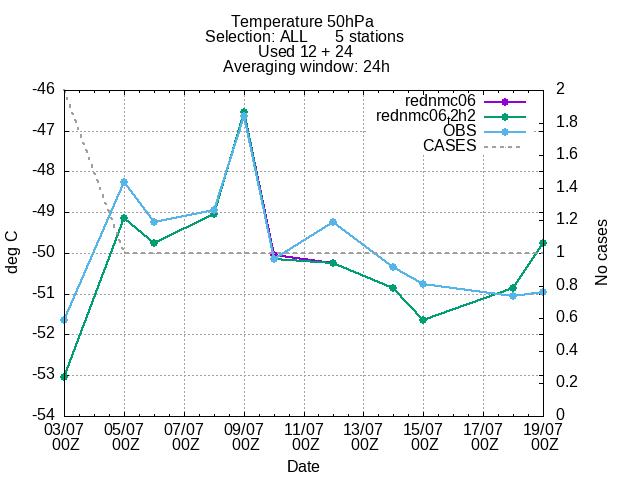 Temperature 50hPa
Selection: ALL 5 stations
Used 12 + 24
Averaging window: 24h
rednmc06
rednmc06,2h2
OBS
CASES
-46
-47
-48
-49
-50
-51
-52
-53
-54
deg C
2
1.8
1.6
1.4
1.2
1
0.8
0.6
0.4
0.2
0
No cases
03/07 05/07 07/07 09/07 11/07 13/07 15/07 17/07 19/07
00Z 00Z 00Z 00Z 00Z 00Z 00Z 00Z 00Z
Date